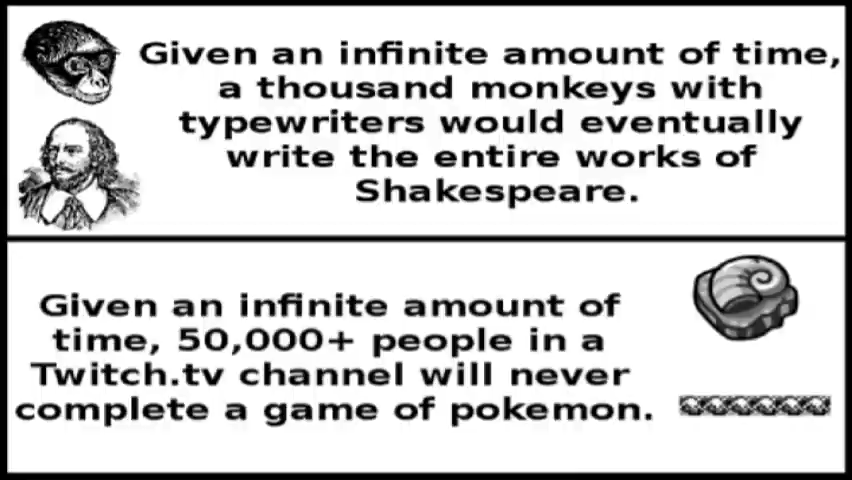 Given an infinite amount of time,
a thousand monkeys with
typewriters would eventually
write the entire works of
Shakespeare.
Given an infinite amount of
time, 50,000+ people in a
Twitch.tv channel will never
complete a game of pokemon.